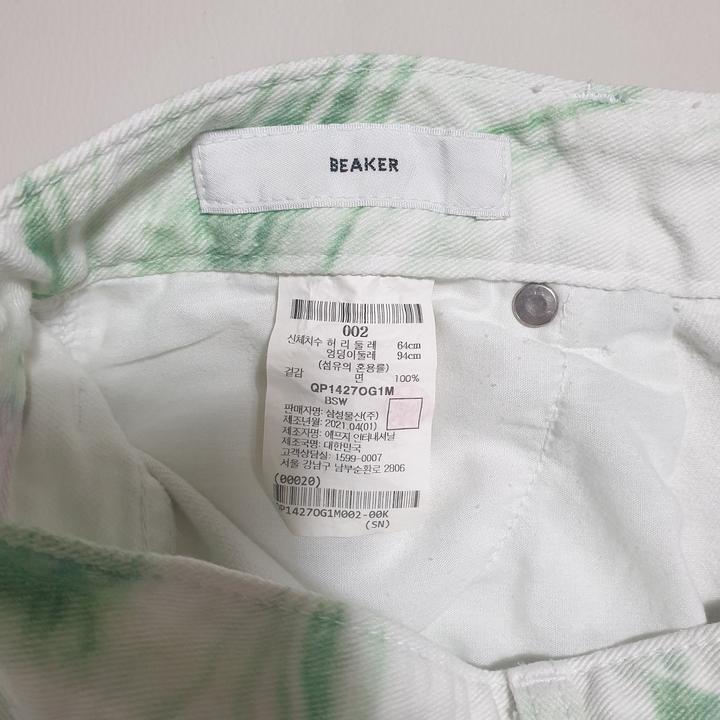 BEAKER
002
신체치수 허 리 둘 레 64cm
엉덩이둘레 94cm
(섬유의 혼용률)
겉감 면 100%
QP1427OG1M
BSW
판매자명: 삼성물산(주)
제조년월: 2021.04(01)
제조자명: 에프지 인터내셔날
제조국명: 대한민국
고객상담실: 1599-0007
서울 강남구 남부순환로 2806
(00020)
QP1427OG1M002-00K
(SN)